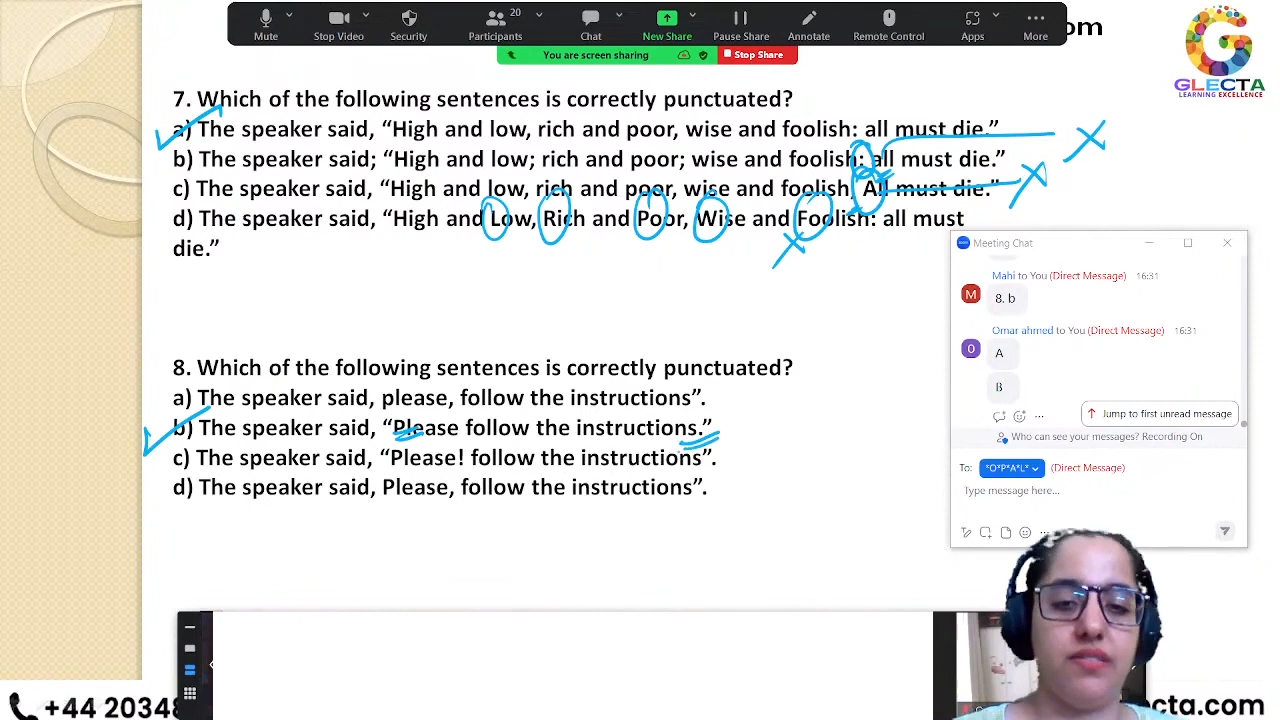 20
Mute
Stop Video
Security
Participants
Chat
New Share
Pause Share
Annotate
Remote Control
Apps
More
om
You are screen sharing
Stop Share
GLECTA
LEARNING EXCELLENCE
7. Which of the following sentences is correctly punctuated?
a) The speaker said, “High and low, rich and poor, wise and foolish: all must die.”
b) The speaker said; “High and low; rich and poor; wise and foolish: all must die.”
c) The speaker said, “High and low, rich and poor, wise and foolish, All must die.”
d) The speaker said, “High and Low, Rich and Poor, Wise and Foolish: all must
die.”
8. Which of the following sentences is correctly punctuated?
a) The speaker said, please, follow the instructions”.
b) The speaker said, “Please follow the instructions.”
c) The speaker said, “Please! follow the instructions”.
d) The speaker said, Please, follow the instructions”.
Meeting Chat
Mahi to You (Direct Message) 16:31
M
8. b
Omar ahmed to You (Direct Message) 16:31
O
A
B
Jump to first unread message
Who can see your messages? Recording On
To: *O*P*A*L* (Direct Message)
Type message here...
+44 20348
ecta.com